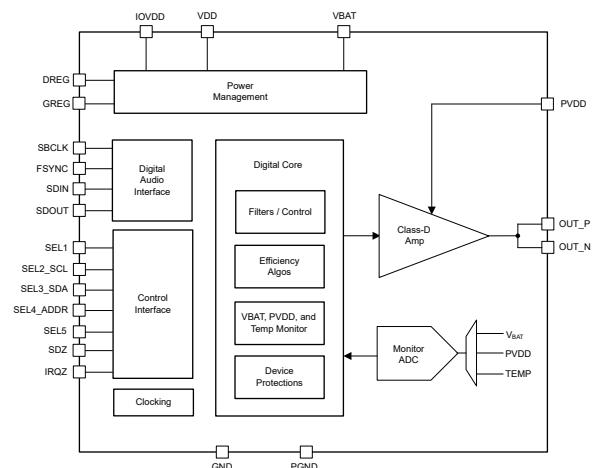 IOVDD
VDD
VBAT
DREG
GREG
Power
Management
PVDD
SBCLK
FSYNC
SDIN
SDOUT
Digital
Audio
Interface
Digital Core
Filters / Control
Efficiency
Algos
VBAT, PVDD, and
Temp Monitor
Device
Protections
Class-D
Amp
OUT_P
OUT_N
SEL1
SEL2_SCL
SEL3_SDA
SEL4_ADDR
SEL5
SDZ
IRQZ
Control
Interface
Clocking
Monitor
ADC
VBAT
PVDD
TEMP
GND
PGND